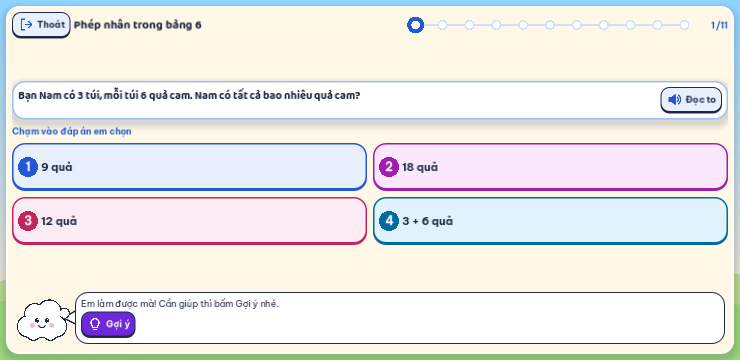 Thoát
Phép nhân trong bảng 6
1/11
Bạn Nam có 3 túi, mỗi túi 6 quả cam. Nam có tất cả bao nhiêu quả cam?
Đọc to
Chạm vào đáp án em chọn
1 9 quả
2 18 quả
3 12 quả
4 3 + 6 quả
Em làm được mà! Cần giúp thì bấm Gợi ý nhé.
Gợi ý